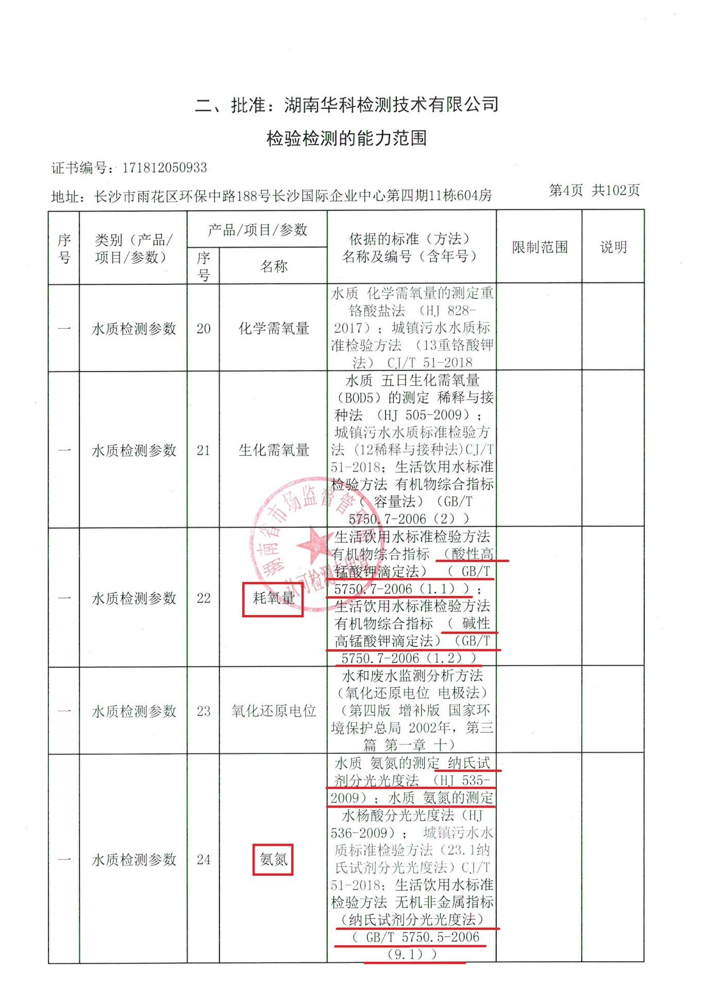 二、批准：湖南华科检测技术有限公司
检验检测的能力范围
证书编号：171812050933
地址：长沙市雨花区环保中路188号长沙国际企业中心第四期11栋604房
第4页 共102页
序号
类别（产品/
项目/参数）
产品/项目/参数
序号
名称
依据的标准（方法）
名称及编号（含年号）
限制范围
说明
一
水质检测参数
20
化学需氧量
水质 化学需氧量的测定重
铬酸盐法 （HJ 828-
2017）；城镇污水水质标
准检验方法 （13重铬酸钾
法） CJ/T 51-2018
一
水质检测参数
21
生化需氧量
水质 五日生化需氧量
（BOD5）的测定 稀释与接
种法 （HJ 505-2009）；
城镇污水水质标准检验方
法 (12稀释与接种法)CJ/T
51-2018；生活饮用水标准
检验方法 有机物综合指标
（ 容量法）（GB/T
5750.7-2006（2））
一
水质检测参数
22
耗氧量
生活饮用水标准检验方法
有机物综合指标 （酸性高
锰酸钾滴定法） （ GB/T
5750.7-2006（1.1））；
生活饮用水标准检验方法
有机物综合指标 （ 碱性
高锰酸钾滴定法）（GB/T
5750.7-2006（1.2））
一
水质检测参数
23
氧化还原电位
水和废水监测分析方法
（氧化还原电位 电极法）
（第四版 增补版 国家环
境保护总局 2002年，第三
篇 第一章 十）
一
水质检测参数
24
氨氮
水质 氨氮的测定 纳氏试
剂分光光度法 （HJ 535-
2009）；水质 氨氮的测定
水杨酸分光光度法（HJ
536-2009）； 城镇污水水
质标准检验方法（23.1纳
氏试剂分光光度法）CJ/T
51-2018；生活饮用水标准
检验方法 无机非金属指标
（纳氏试剂分光光度法）
（ GB/T 5750.5-2006
（9.1））
湖南省市场监督管理局
认可检测专用章